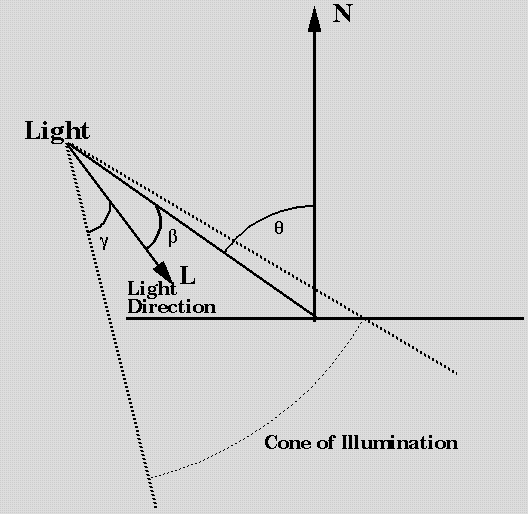 N
Light
θ
β
γ
L
Light
Direction
Cone of Illumination